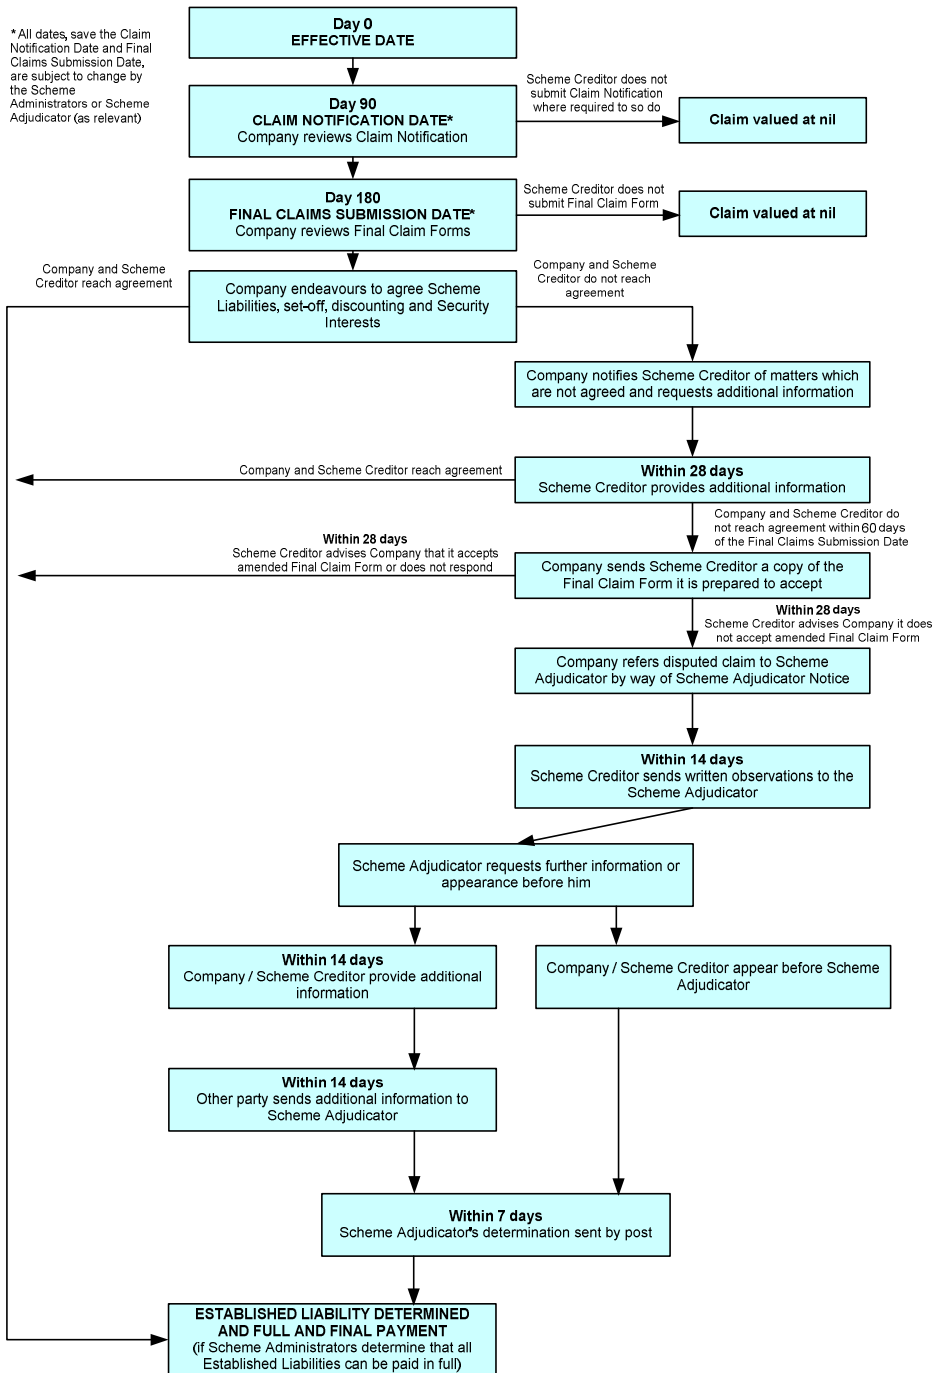 * All dates, save the Claim
Notification Date and Final
Claims Submission Date,
are subject to change by
the Scheme
Administrators or Scheme
Adjudicator (as relevant)
Day 0
EFFECTIVE DATE
Day 90
CLAIM NOTIFICATION DATE*
Company reviews Claim Notification
Scheme Creditor does not
submit Claim Notification
where required to so do
Claim valued at nil
Day 180
FINAL CLAIMS SUBMISSION DATE*
Company reviews Final Claim Forms
Scheme Creditor does not
submit Final Claim Form
Claim valued at nil
Company and Scheme
Creditor reach agreement
Company endeavours to agree Scheme
Liabilities, set-off, discounting and Security
Interests
Company and Scheme
Creditor do not reach
agreement
Company notifies Scheme Creditor of matters which
are not agreed and requests additional information
Company and Scheme Creditor reach agreement
Within 28 days
Scheme Creditor provides additional information
Company and Scheme Creditor do
not reach agreement within 60 days
of the Final Claims Submission Date
Within 28 days
Scheme Creditor advises Company that it accepts
amended Final Claim Form or does not respond
Company sends Scheme Creditor a copy of the
Final Claim Form it is prepared to accept
Within 28 days
Scheme Creditor advises Company it does
not accept amended Final Claim Form
Company refers disputed claim to Scheme
Adjudicator by way of Scheme Adjudicator Notice
Within 14 days
Scheme Creditor sends written observations to the
Scheme Adjudicator
Scheme Adjudicator requests further information or
appearance before him
Within 14 days
Company / Scheme Creditor provide additional
information
Company / Scheme Creditor appear before Scheme
Adjudicator
Within 14 days
Other party sends additional information to
Scheme Adjudicator
Within 7 days
Scheme Adjudicator's determination sent by post
ESTABLISHED LIABILITY DETERMINED
AND FULL AND FINAL PAYMENT
(if Scheme Administrators determine that all
Established Liabilities can be paid in full)